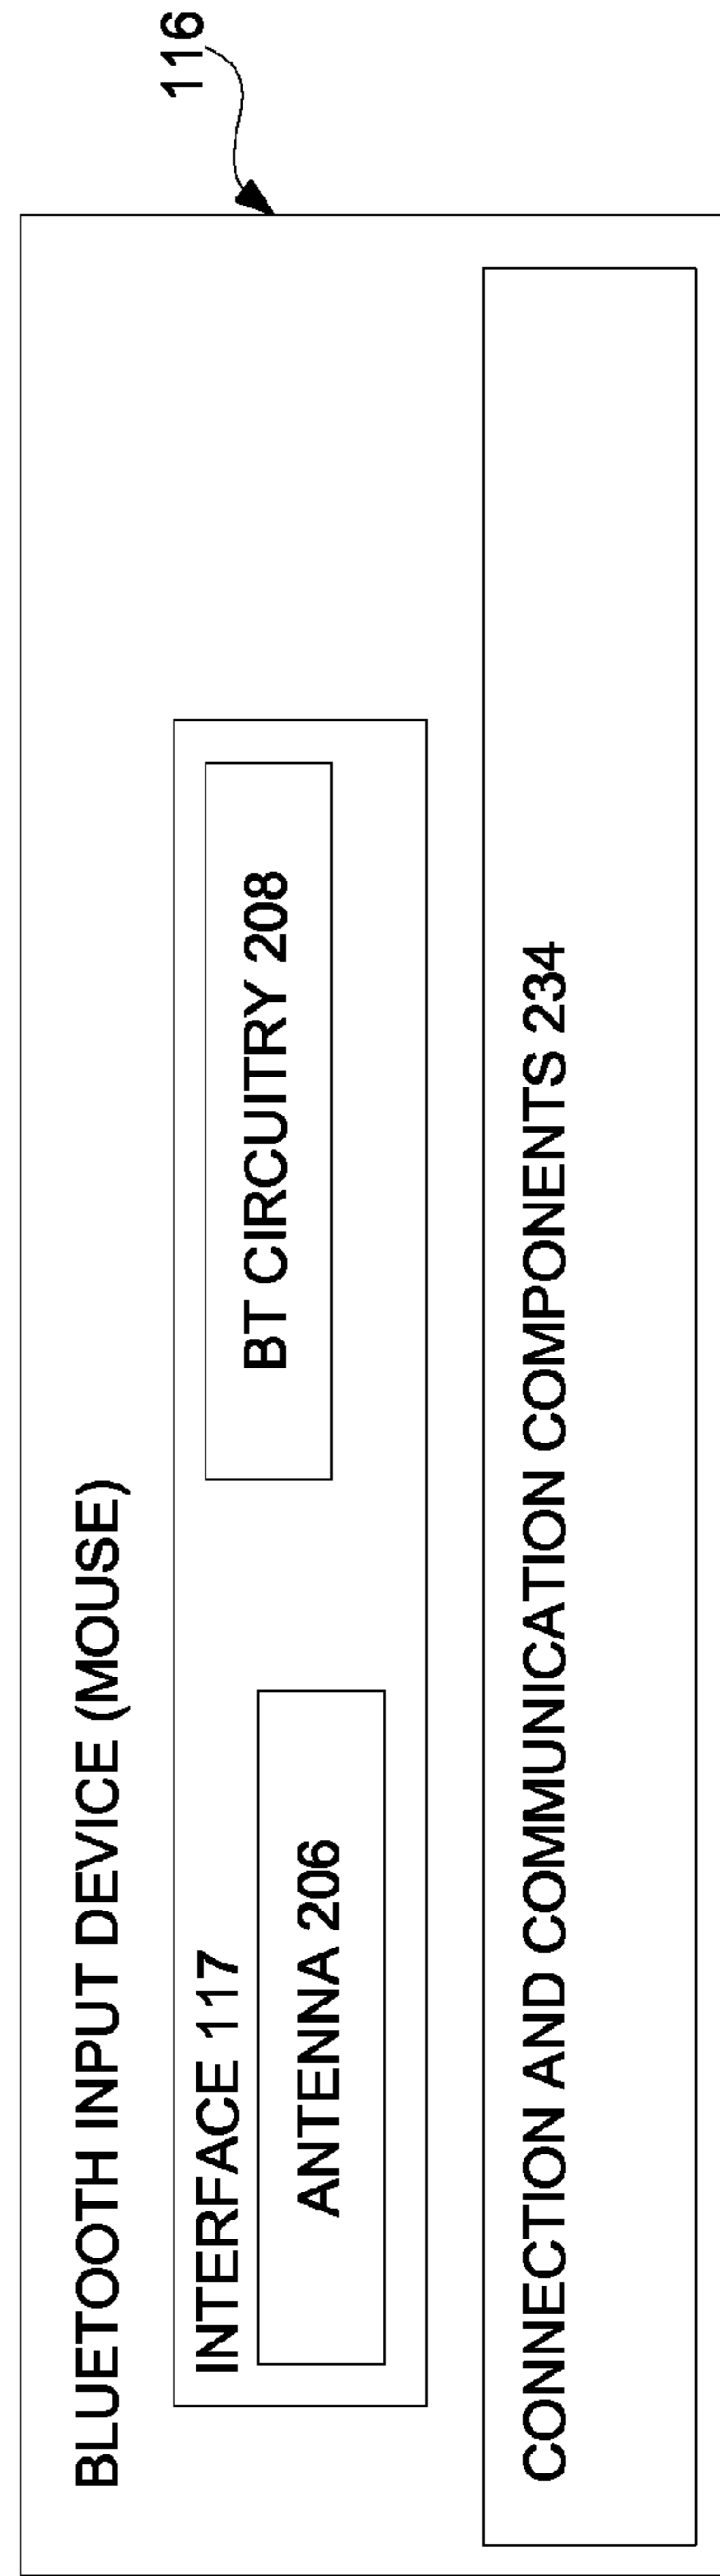 116
BLUETOOTH INPUT DEVICE (MOUSE)
INTERFACE 117
BT CIRCUITRY 208
ANTENNA 206
CONNECTION AND COMMUNICATION COMPONENTS 234